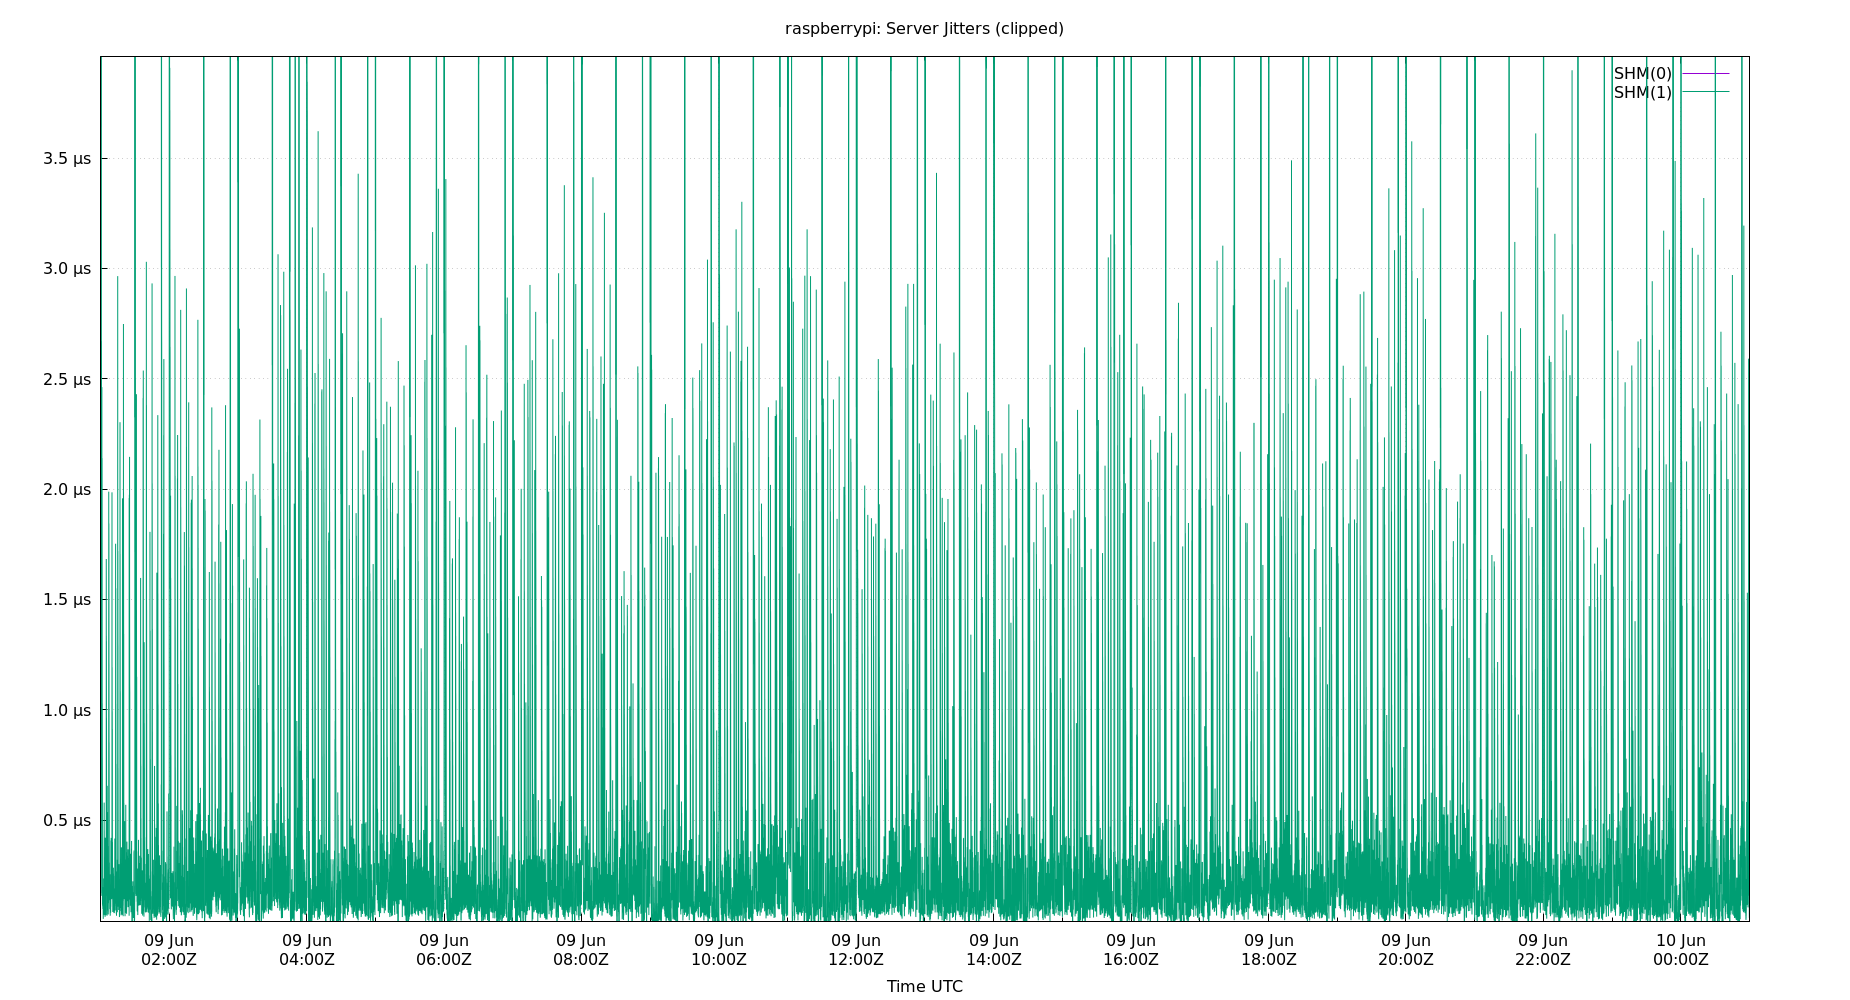 raspberrypi: Server Jitters (clipped)
SHM(0)
SHM(1)
3.5 µs
3.0 µs
2.5 µs
2.0 µs
1.5 µs
1.0 µs
0.5 µs
09 Jun 09 Jun 09 Jun 09 Jun 09 Jun 09 Jun 09 Jun 09 Jun 09 Jun 09 Jun 09 Jun 10 Jun
02:00Z 04:00Z 06:00Z 08:00Z 10:00Z 12:00Z 14:00Z 16:00Z 18:00Z 20:00Z 22:00Z 00:00Z
Time UTC